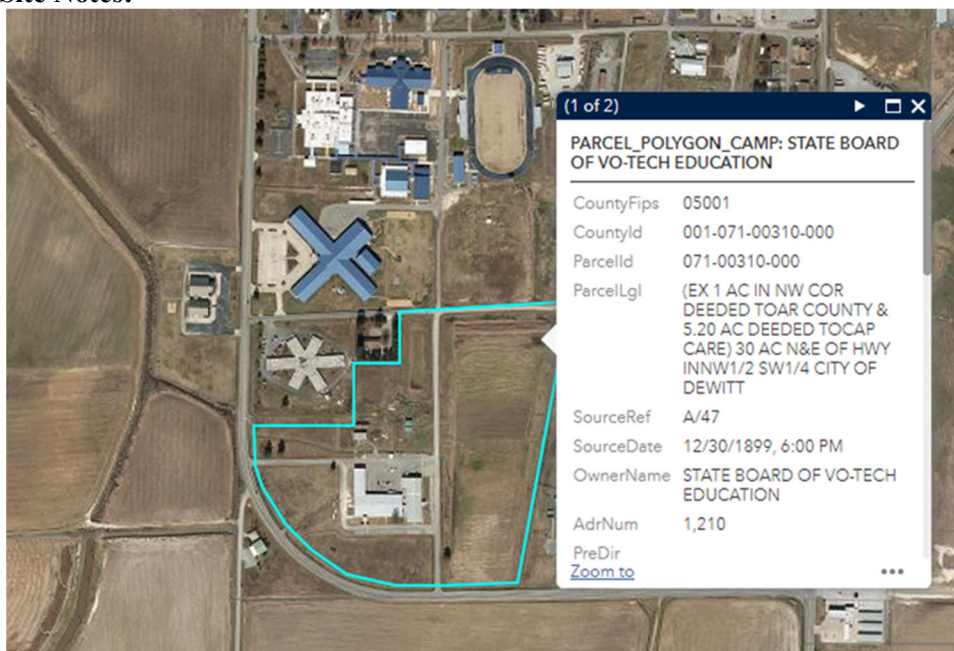 Site Notes:
(1 of 2)
PARCEL_POLYGON_CAMP: STATE BOARD
OF VO-TECH EDUCATION
CountyFips 05001
CountyId 001-071-00310-000
ParcelId 071-00310-000
ParcelLgl (EX 1 AC IN NW COR
DEEDED TOAR COUNTY &
5.20 AC DEEDED TOCAP
CARE) 30 AC N&E OF HWY
INNW1/2 SW1/4 CITY OF
DEWITT
SourceRef A/47
SourceDate 12/30/1899, 6:00 PM
OwnerName STATE BOARD OF VO-TECH
EDUCATION
AdrNum 1,210
PreDir
Zoom to